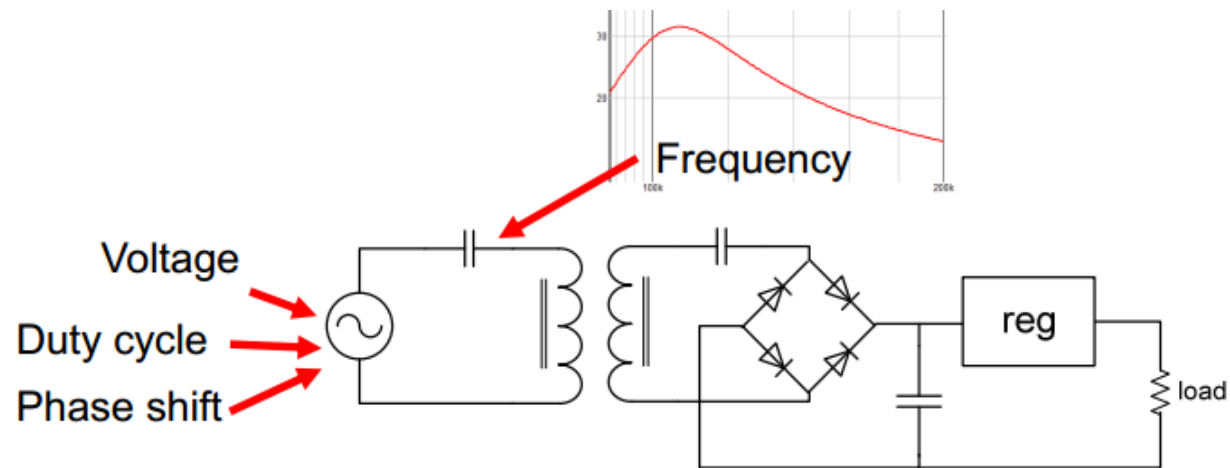 30
20
100k
200k
Frequency
Voltage
Duty cycle
Phase shift
reg
load